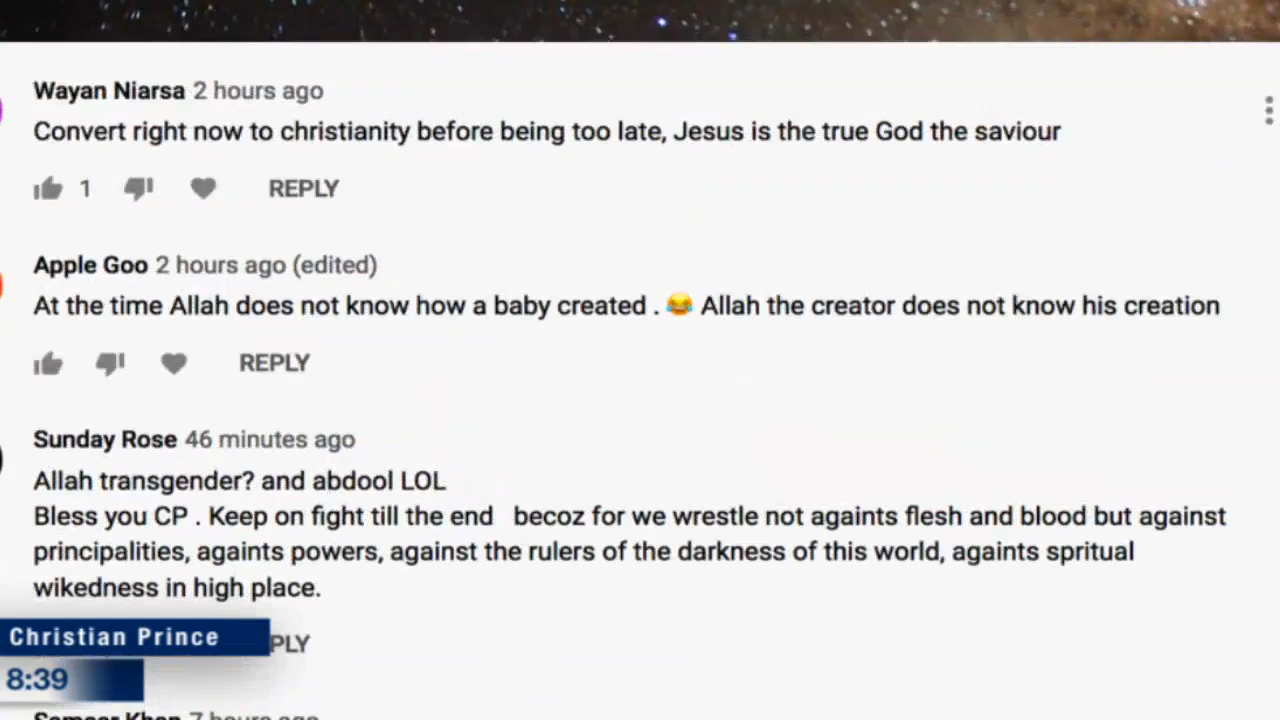 Wayan Niarsa 2 hours ago
Convert right now to christianity before being too late, Jesus is the true God the saviour
1 REPLY
Apple Goo 2 hours ago (edited)
At the time Allah does not know how a baby created . 😂 Allah the creator does not know his creation
REPLY
Sunday Rose 46 minutes ago
Allah transgender? and abdool LOL
Bless you CP . Keep on fight till the end becoz for we wrestle not againts flesh and blood but against
principalities, againts powers, against the rulers of the darkness of this world, againts spritual
wikedness in high place.
Christian Prince
PLY
8:39
Sameer Khan 7 hours ago